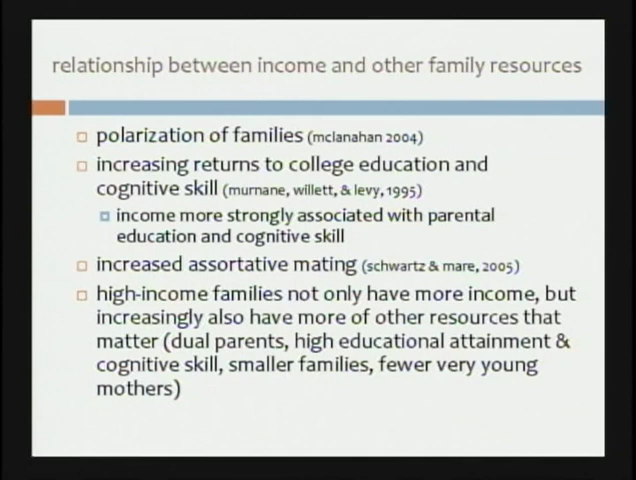 relationship between income and other family resources
polarization of families (mclanahan 2004)
increasing returns to college education and
cognitive skill (murnane, willett, & levy, 1995)
income more strongly associated with parental
education and cognitive skill
increased assortative mating (schwartz & mare, 2005)
high-income families not only have more income, but
increasingly also have more of other resources that
matter (dual parents, high educational attainment &
cognitive skill, smaller families, fewer very young
mothers)